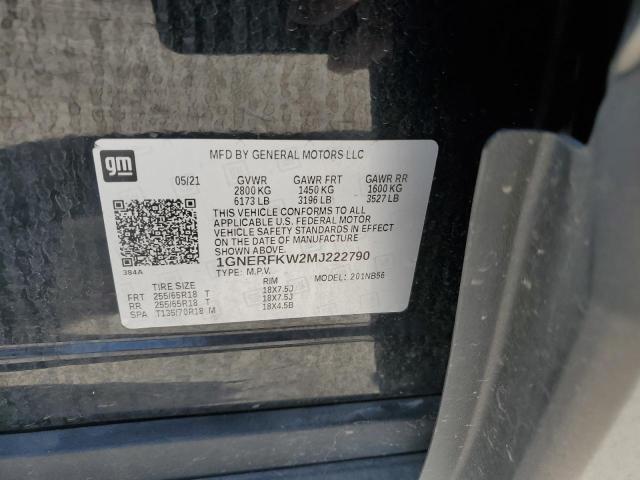 gm
MFD BY GENERAL MOTORS LLC
05/21 GVWR GAWR FRT GAWR RR
2800 KG 1450 KG 1600 KG
6173 LB 3196 LB 3527 LB
THIS VEHICLE CONFORMS TO ALL
APPLICABLE U.S. FEDERAL MOTOR
VEHICLE SAFETY STANDARDS IN EFFECT
ON THE DATE OF MANUFACTURE
SHOWN ABOVE.
384A
1GNERFKW2MJ222790
TYPE: M.P.V. MODEL: 201NB56
TIRE SIZE RIM
FRT 255/65R18 T 18X7.5J
RR 255/65R18 T 18X7.5J
SPA T135/70R18 M 18X4.5B